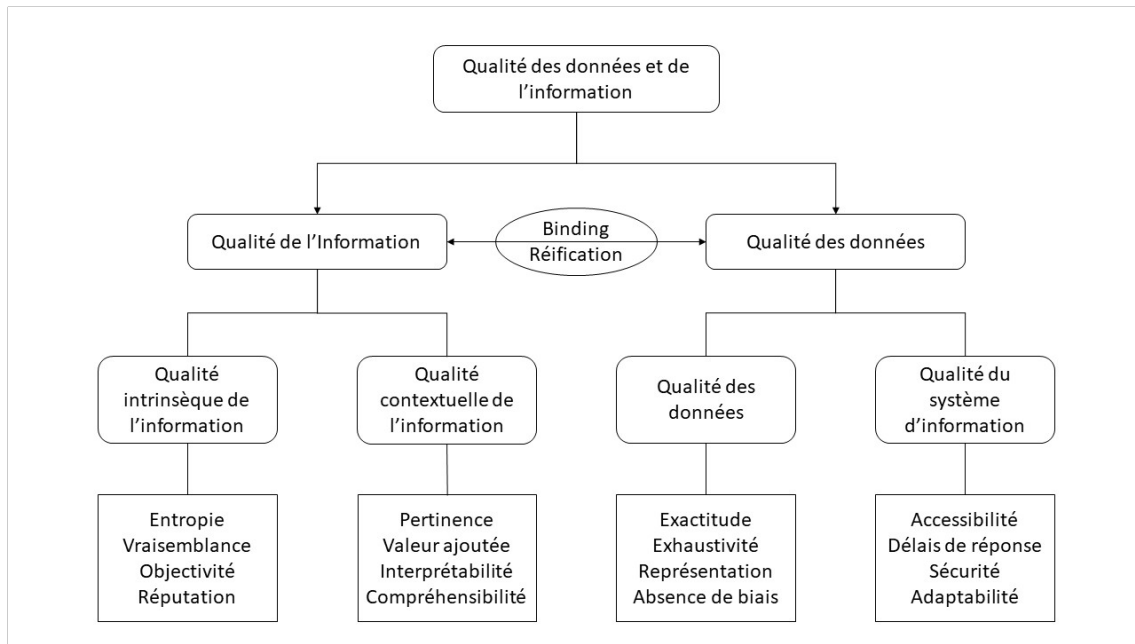 Qualité des données et de
l’information
Qualité de l’Information
Binding
Réification
Qualité des données
Qualité
intrinsèque de
l’information
Qualité
contextuelle de
l’information
Qualité des
données
Qualité du
système
d’information
Entropie
Vraisemblance
Objectivité
Réputation
Pertinence
Valeur ajoutée
Interprétabilité
Compréhensibilité
Exactitude
Exhaustivité
Représentation
Absence de biais
Accessibilité
Délais de réponse
Sécurité
Adaptabilité